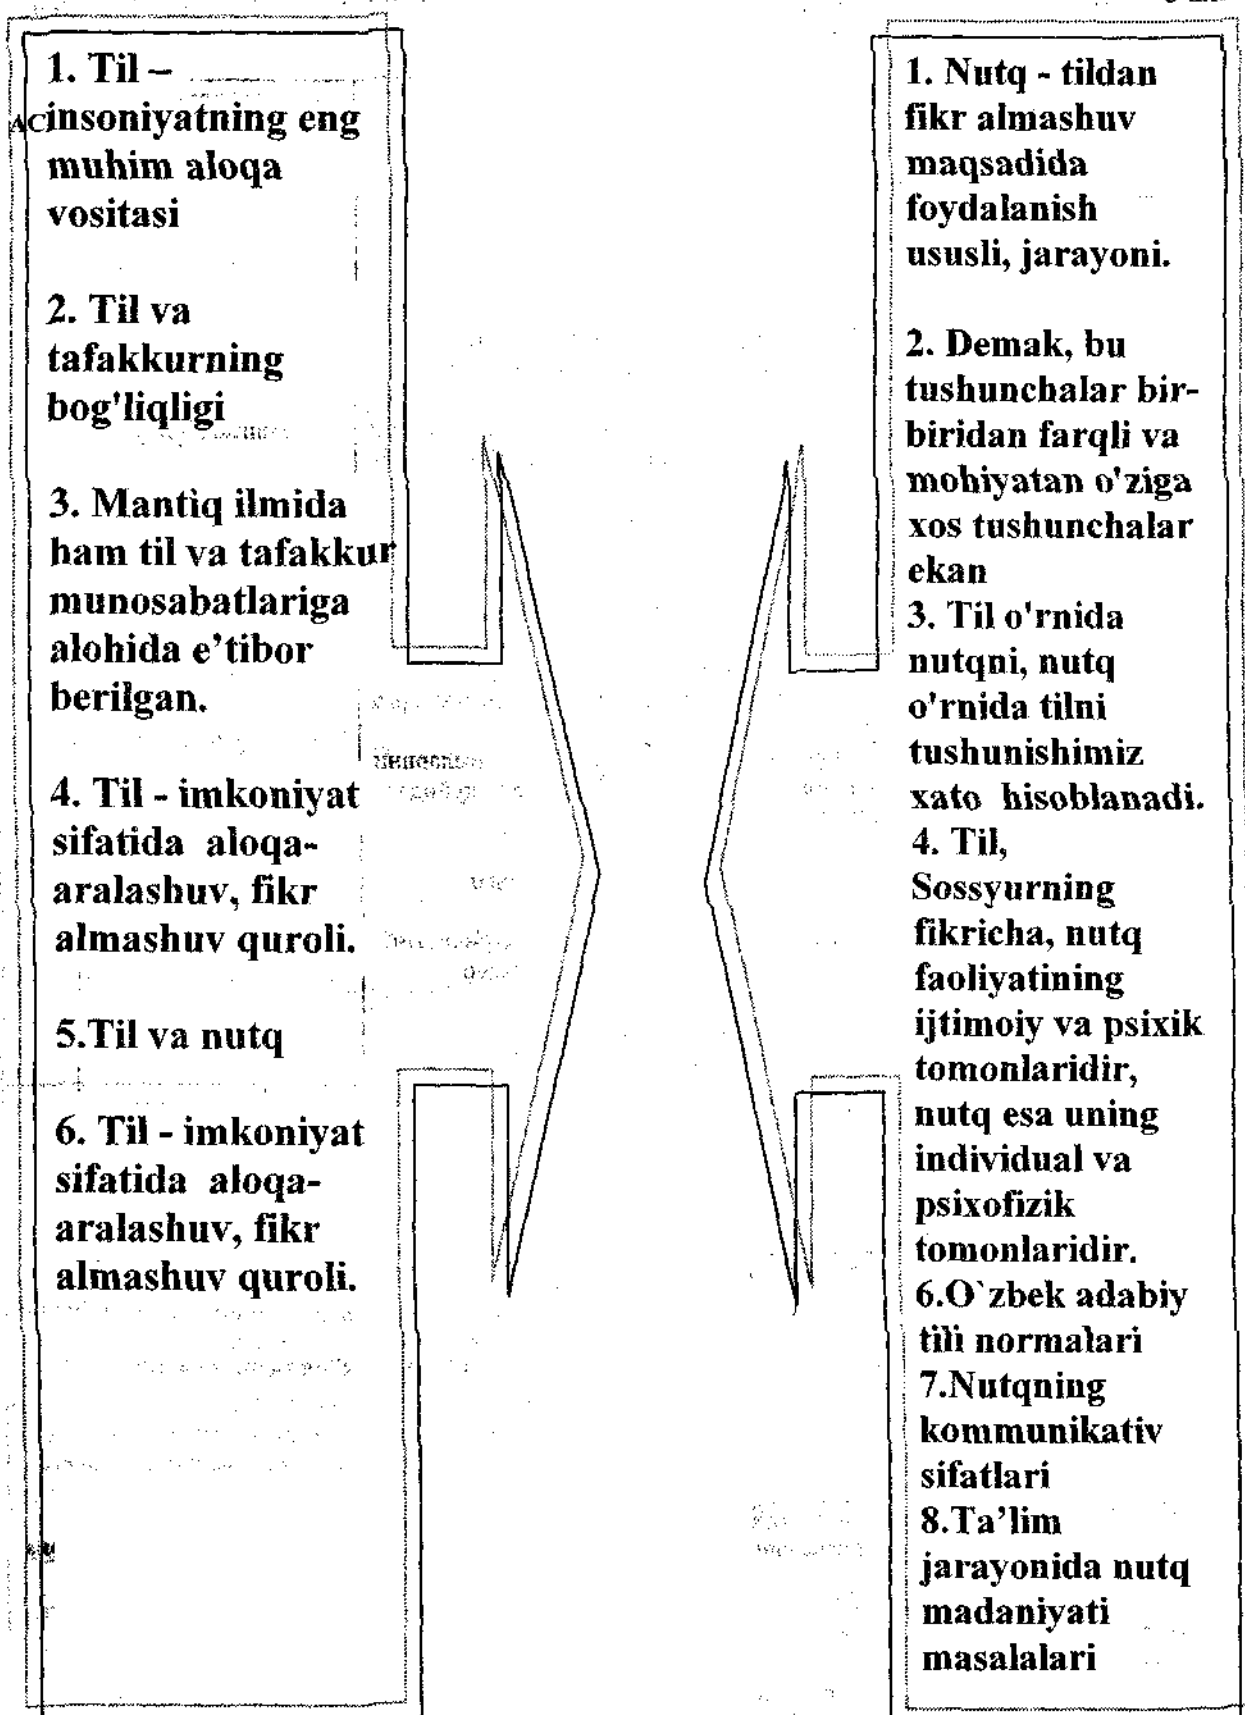 1. Til –
insoniyatning eng
muhim aloqa
vositasi
2. Til va
tafakkurning
bog'liqligi
3. Mantiq ilmida
ham til va tafakkur
munosabatlariga
alohida e’tibor
berilgan.
4. Til - imkoniyat
sifatida aloqa-
aralashuv, fikr
almashuv quroli.
5.Til va nutq
6. Til - imkoniyat
sifatida aloqa-
aralashuv, fikr
almashuv quroli.
1. Nutq - tildan
fikr almashuv
maqsadida
foydalanish
ususli, jarayoni.
2. Demak, bu
tushunchalar bir-
biridan farqli va
mohiyatan o'ziga
xos tushunchalar
ekan
3. Til o'rnida
nutqni, nutq
o'rnida tilni
tushunishimiz
xato hisoblanadi.
4. Til,
Sossyurning
fikricha, nutq
faoliyatining
ijtimoiy va psixik
tomonlaridir,
nutq esa uning
individual va
psixofizik
tomonlaridir.
6.O`zbek adabiy
tili normalari
7.Nutqning
kommunikativ
sifatlari
8.Ta’lim
jarayonida nutq
madaniyati
masalalari